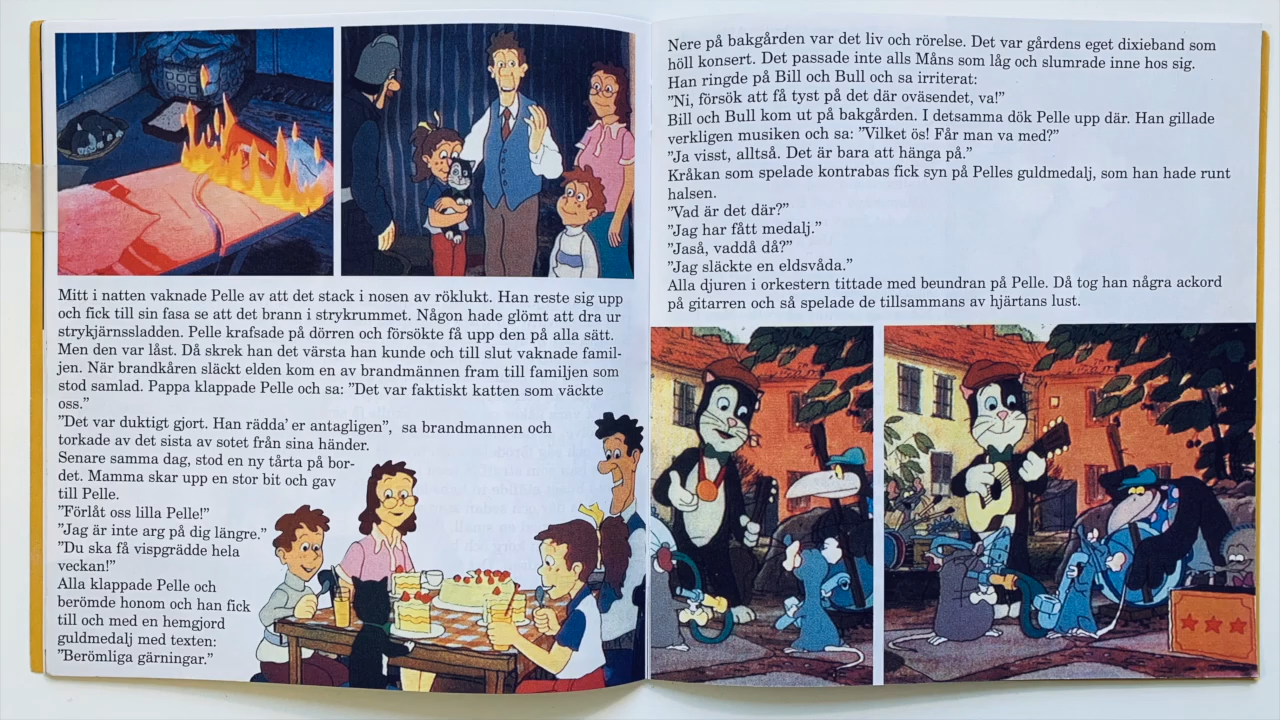 Mitt i natten vaknade Pelle av att det stack i nosen av röklukt. Han reste sig upp
och fick till sin fasa se att det brann i strykrummet. Någon hade glömt att dra ur
strykjärnssladden. Pelle krafsade på dörren och försökte få upp den på alla sätt.
Men den var låst. Då skrek han det värsta han kunde och till slut vaknade famil-
jen. När brandkåren släckt elden kom en av brandmännen fram till familjen som
stod samlad. Pappa klappade Pelle och sa: ”Det var faktiskt katten som väckte
oss.”
”Det var duktigt gjort. Han rädda’ er antagligen”, sa brandmannen och
torkade av det sista av sotet från sina händer.
Senare samma dag, stod en ny tårta på bor-
det. Mamma skar upp en stor bit och gav
till Pelle.
”Förlåt oss lilla Pelle!”
”Jag är inte arg på dig längre.”
”Du ska få vispgrädde hela
veckan!”
Alla klappade Pelle och
berömde honom och han fick
till och med en hemgjord
guldmedalj med texten:
”Berömliga gärningar.”
Nere på bakgården var det liv och rörelse. Det var gårdens eget dixieband som
höll konsert. Det passade inte alls Måns som låg och slumrade inne hos sig.
Han ringde på Bill och Bull och sa irriterat:
”Ni, försök att få tyst på det där oväsendet, va!”
Bill och Bull kom ut på bakgården. I detsamma dök Pelle upp där. Han gillade
verkligen musiken och sa: ”Vilket ös! Får man va med?”
”Ja visst, alltså. Det är bara att hänga på.”
Kråkan som spelade kontrabas fick syn på Pelles guldmedalj, som han hade runt
halsen.
”Vad är det där?”
”Jag har fått medalj.”
”Jaså, vaddå då?”
”Jag släckte en eldsvåda.”
Alla djuren i orkestern tittade med beundran på Pelle. Då tog han några ackord
på gitarren och så spelade de tillsammans av hjärtans lust.